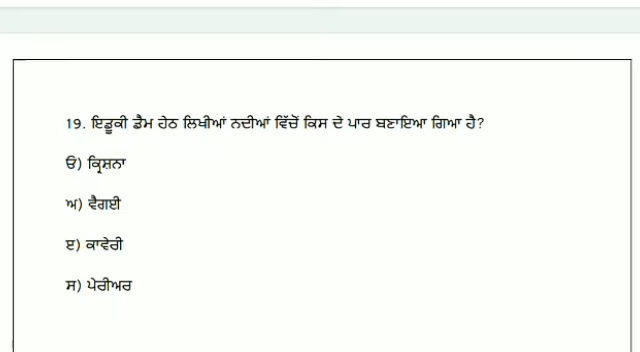 19. ਇਡੂਕੀ ਡੈਮ ਹੇਠ ਲਿਖੀਆਂ ਨਦੀਆਂ ਵਿੱਚੋਂ ਕਿਸ ਦੇ ਪਾਰ ਬਣਾਇਆ ਗਿਆ ਹੈ?
ੳ) ਕ੍ਰਿਸ਼ਨਾ
ਅ) ਵੈਗਈ
ੲ) ਕਾਵੇਰੀ
ਸ) ਪੇਰੀਅਰ